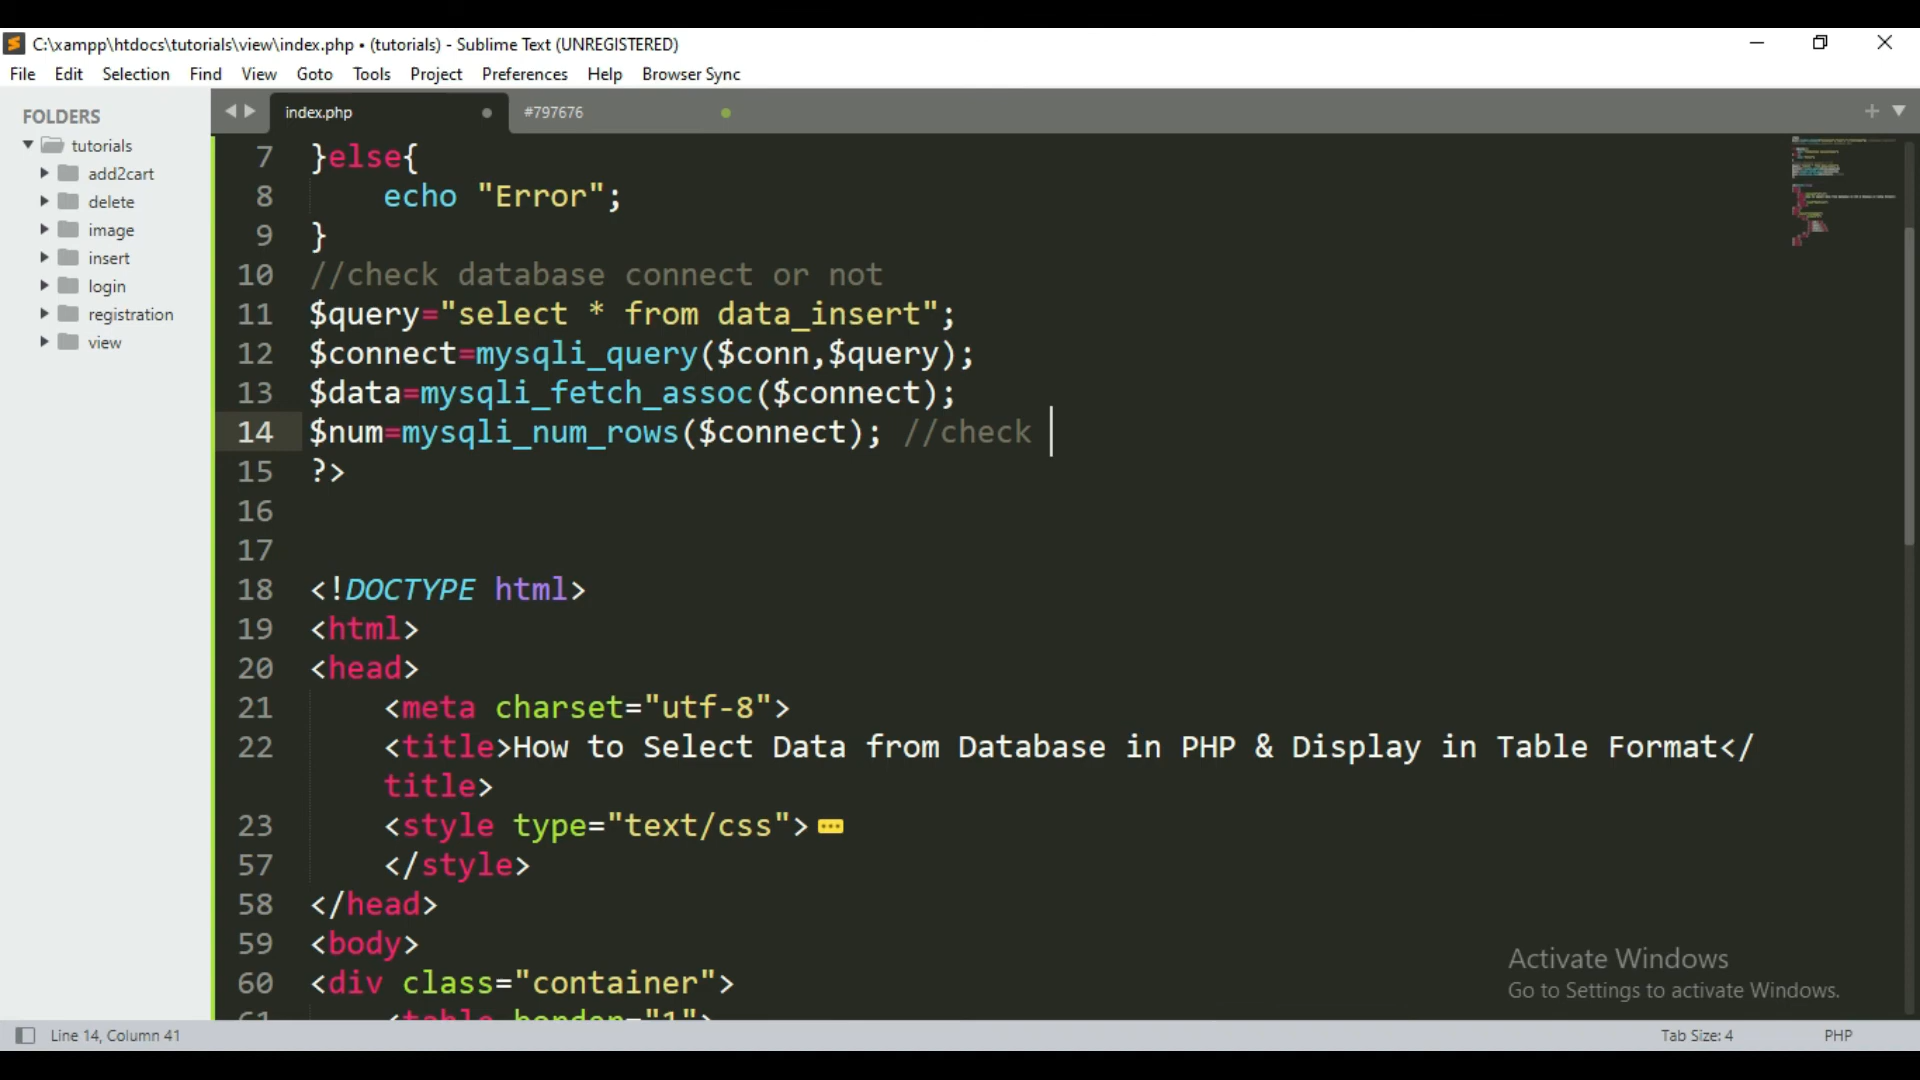 C:\xampp\htdocs\tutorials\view\index.php • (tutorials) - Sublime Text (UNREGISTERED)
File Edit Selection Find View Goto Tools Project Preferences Help Browser Sync
FOLDERS
tutorials
add2cart
delete
image
insert
login
registration
view
index.php
#797676
7 }else{
8 echo "Error";
9 }
10 //check database connect or not
11 $query="select * from data_insert";
12 $connect=mysqli_query($conn,$query);
13 $data=mysqli_fetch_assoc($connect);
14 $num=mysqli_num_rows($connect); //check
15 ?>
16
17
18 <!DOCTYPE html>
19 <html>
20 <head>
21 <meta charset="utf-8">
22 <title>How to Select Data from Database in PHP & Display in Table Format</
title>
23 <style type="text/css">
57 </style>
58 </head>
59 <body>
60 <div class="container">
61 <table border="1">
Activate Windows
Go to Settings to activate Windows.
Line 14, Column 41
Tab Size: 4
PHP